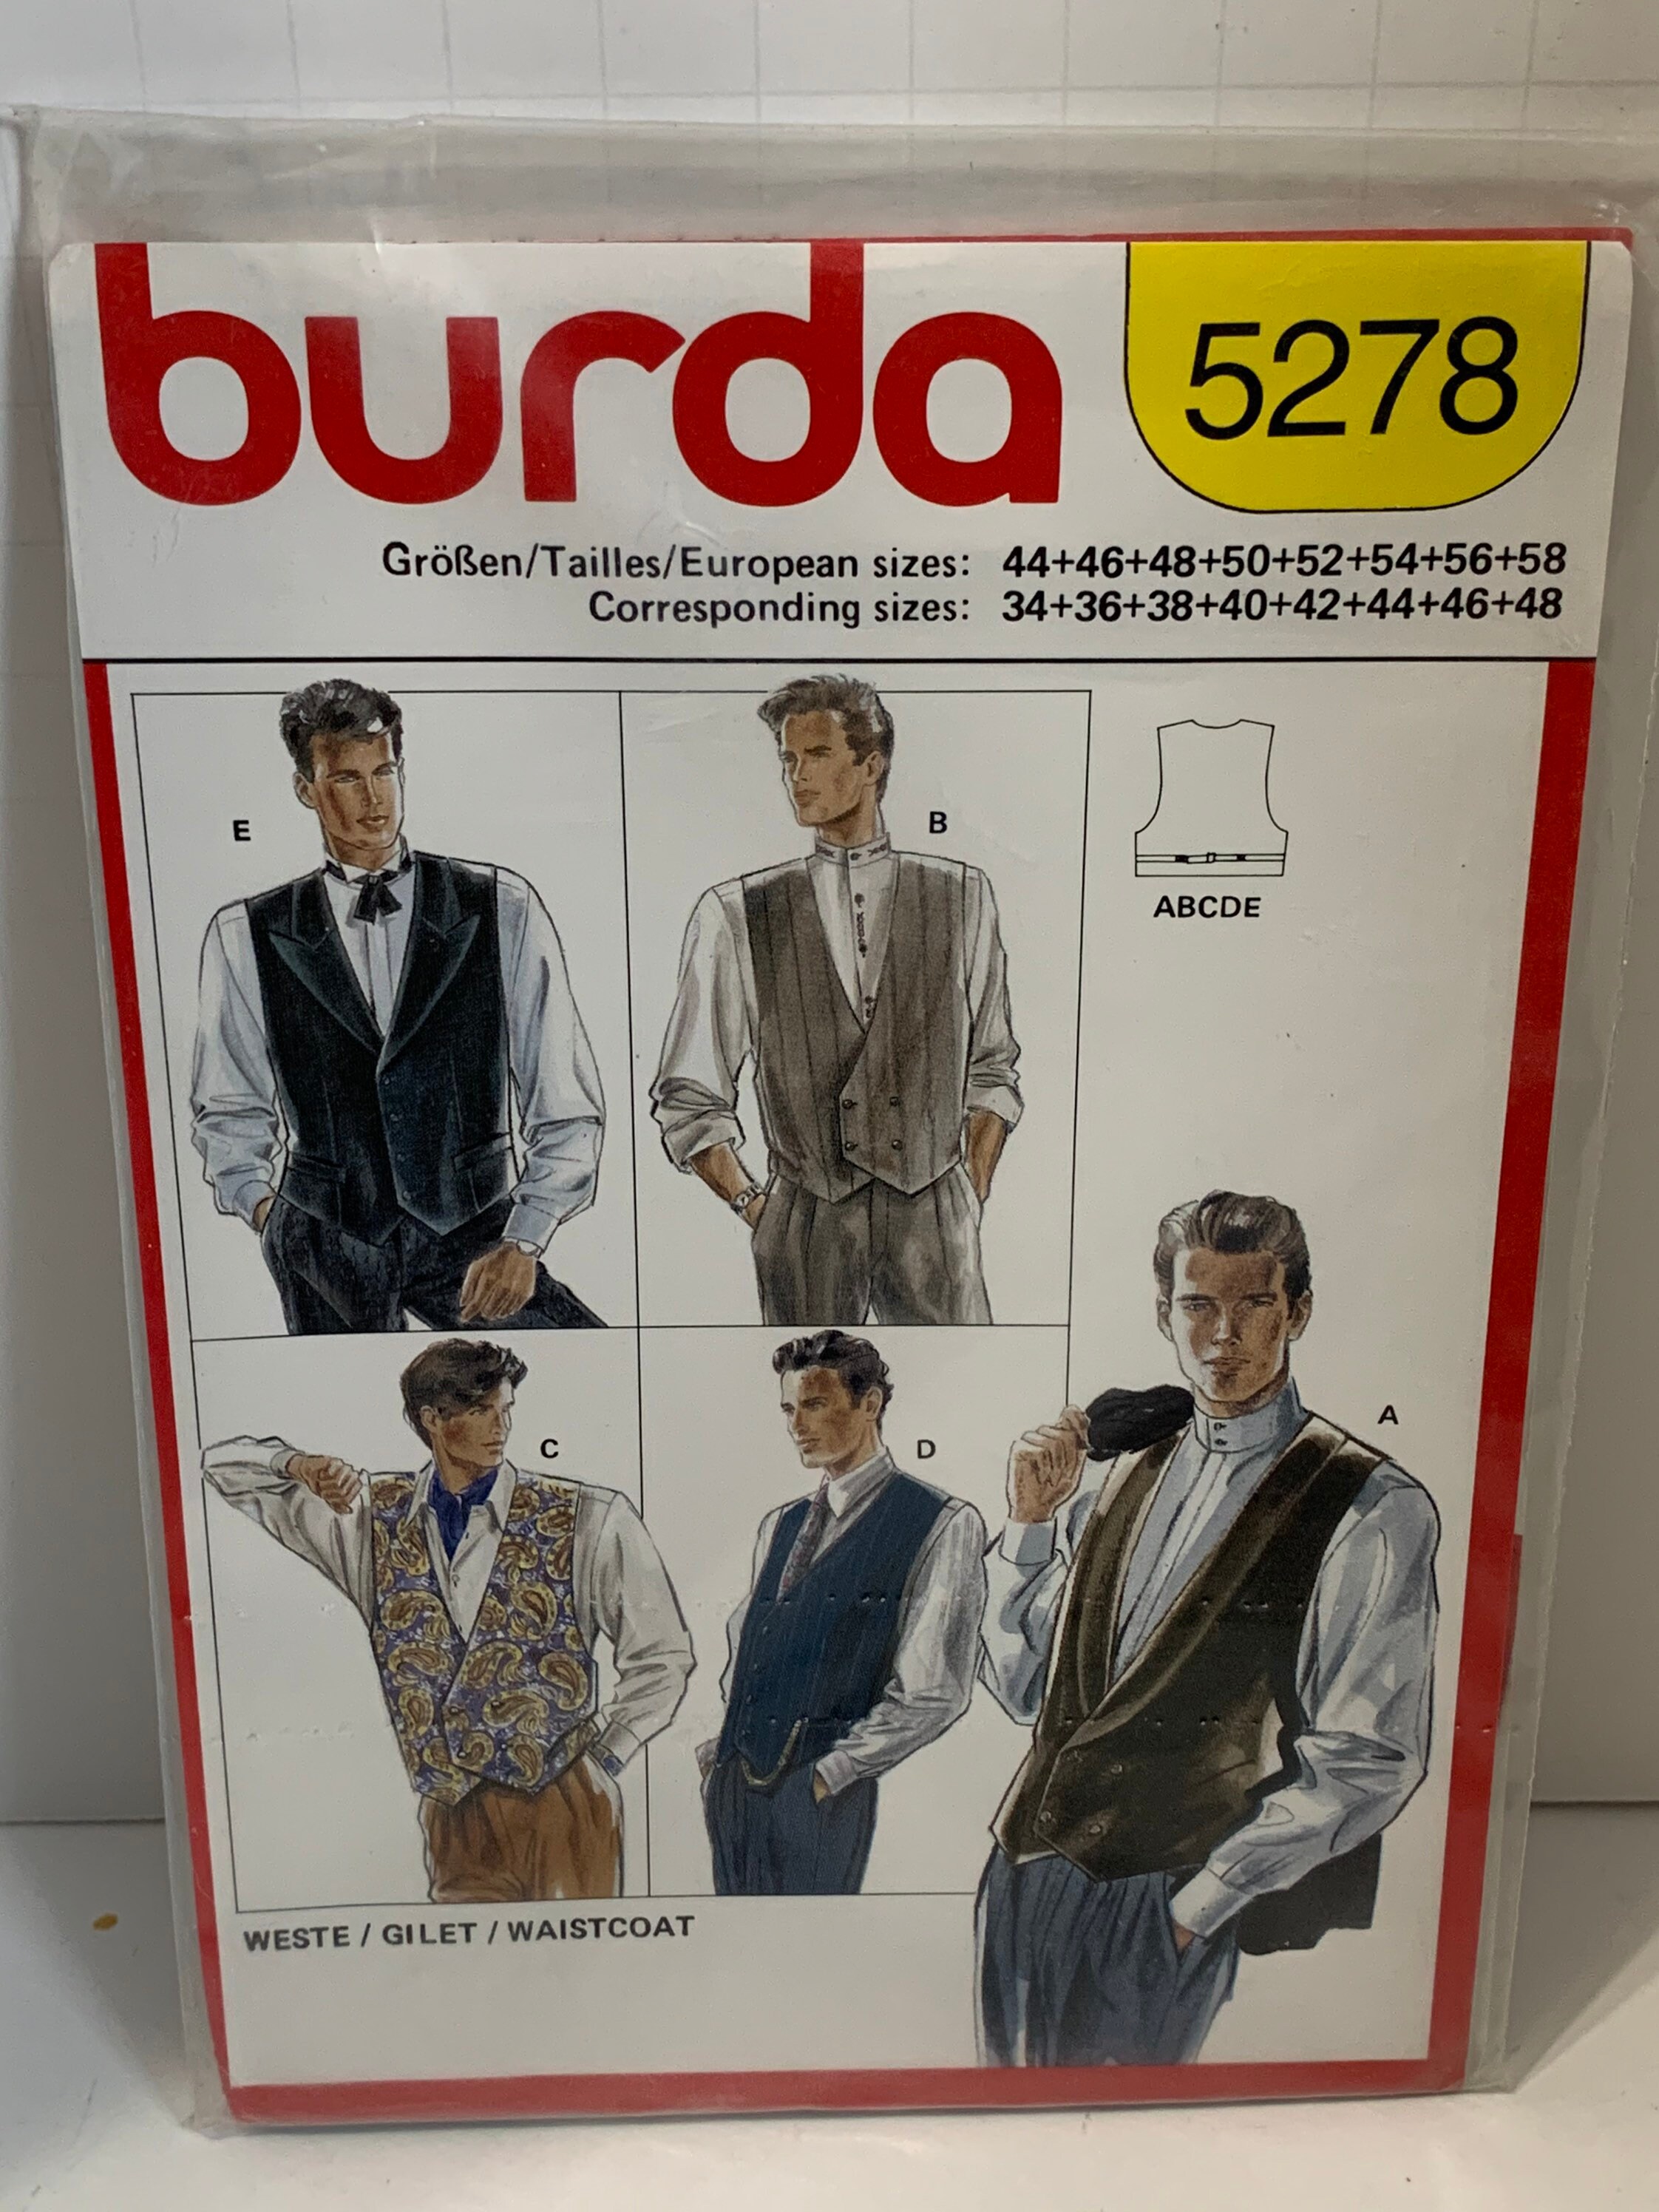 burda
5278
Größen/Tailles/European sizes: 44+46+48+50+52+54+56+58
Corresponding sizes: 34+36+38+40+42+44+46+48
E
B
ABCDE
C
D
A
WESTE / GILET / WAISTCOAT